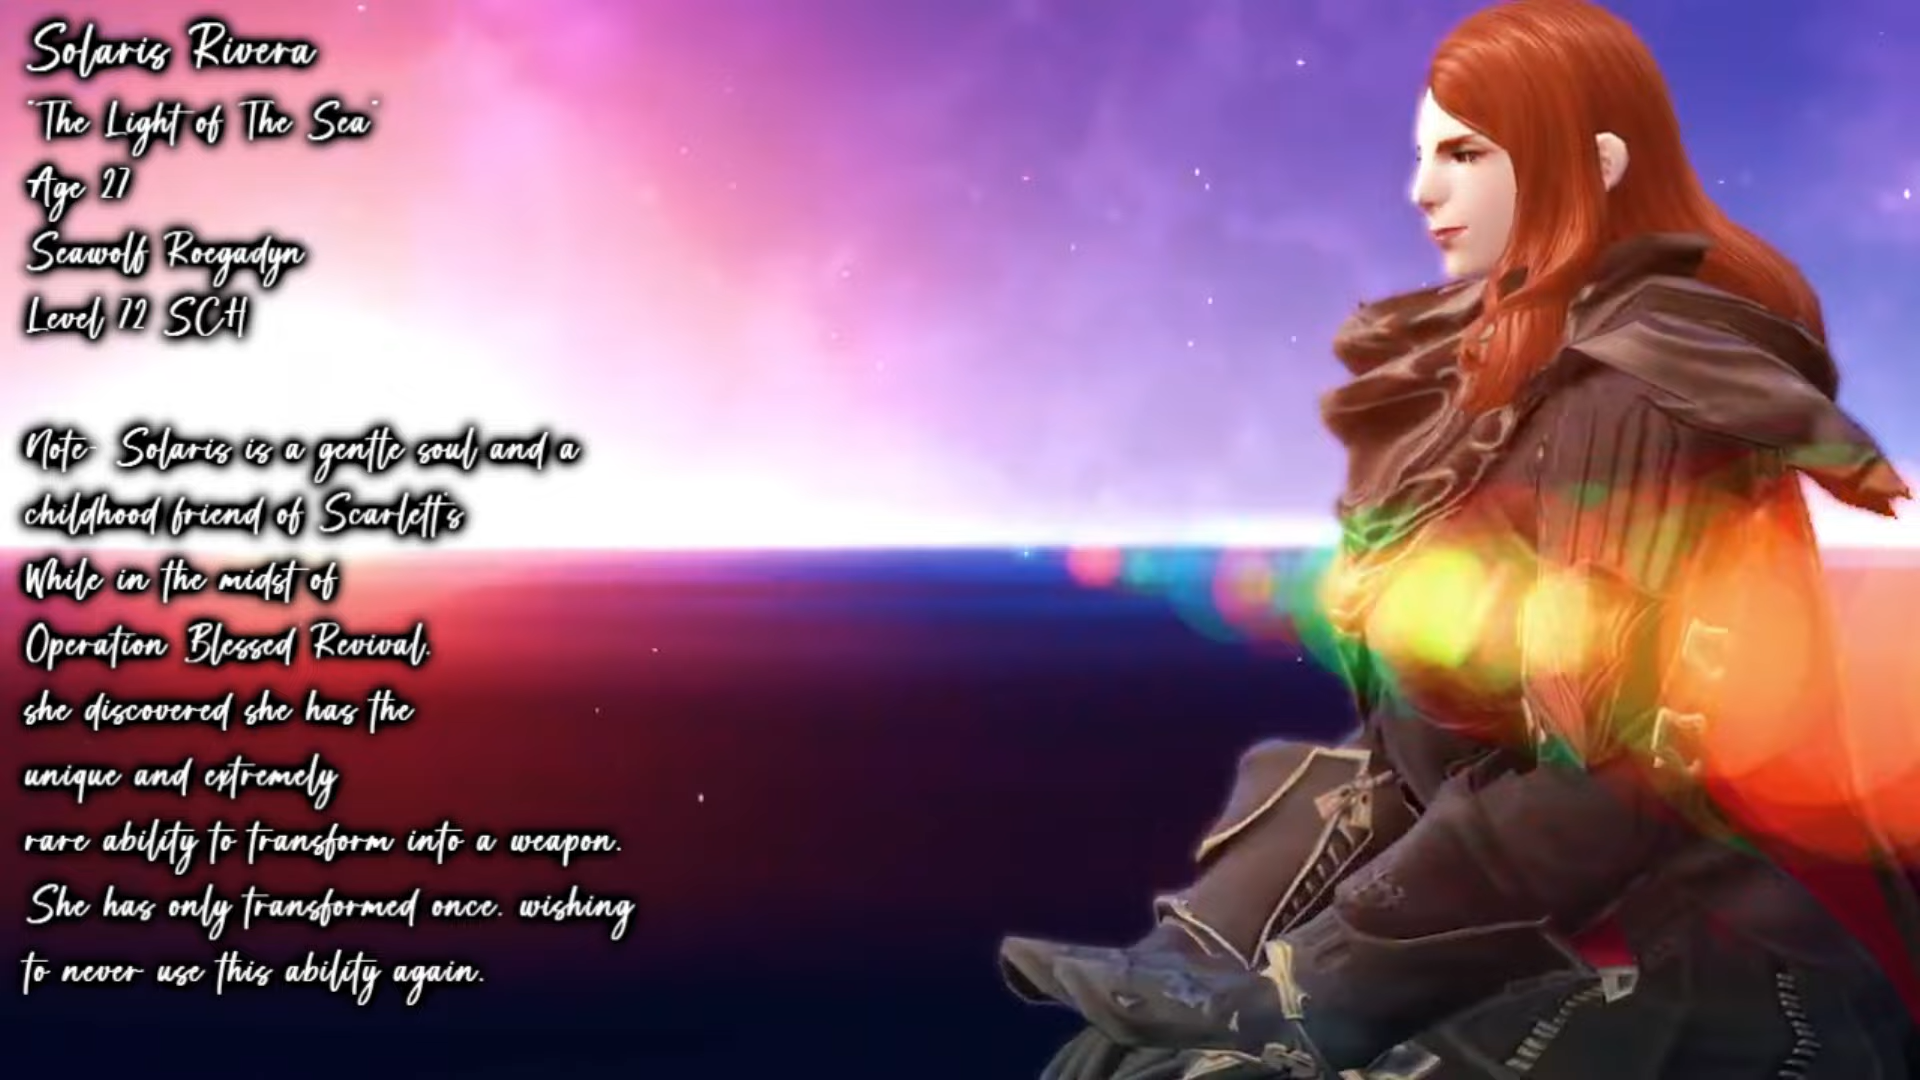 Solaris Rivera
"The Light of The Sea"
Age 27
Seawolf Roegadyn
Level 72 SCH
Note- Solaris is a gentle soul and a
childhood friend of Scarlett's
While in the midst of
Operation Blessed Revival,
she discovered she has the
unique and extremely
rare ability to transform into a weapon.
She has only transformed once, wishing
to never use this ability again.